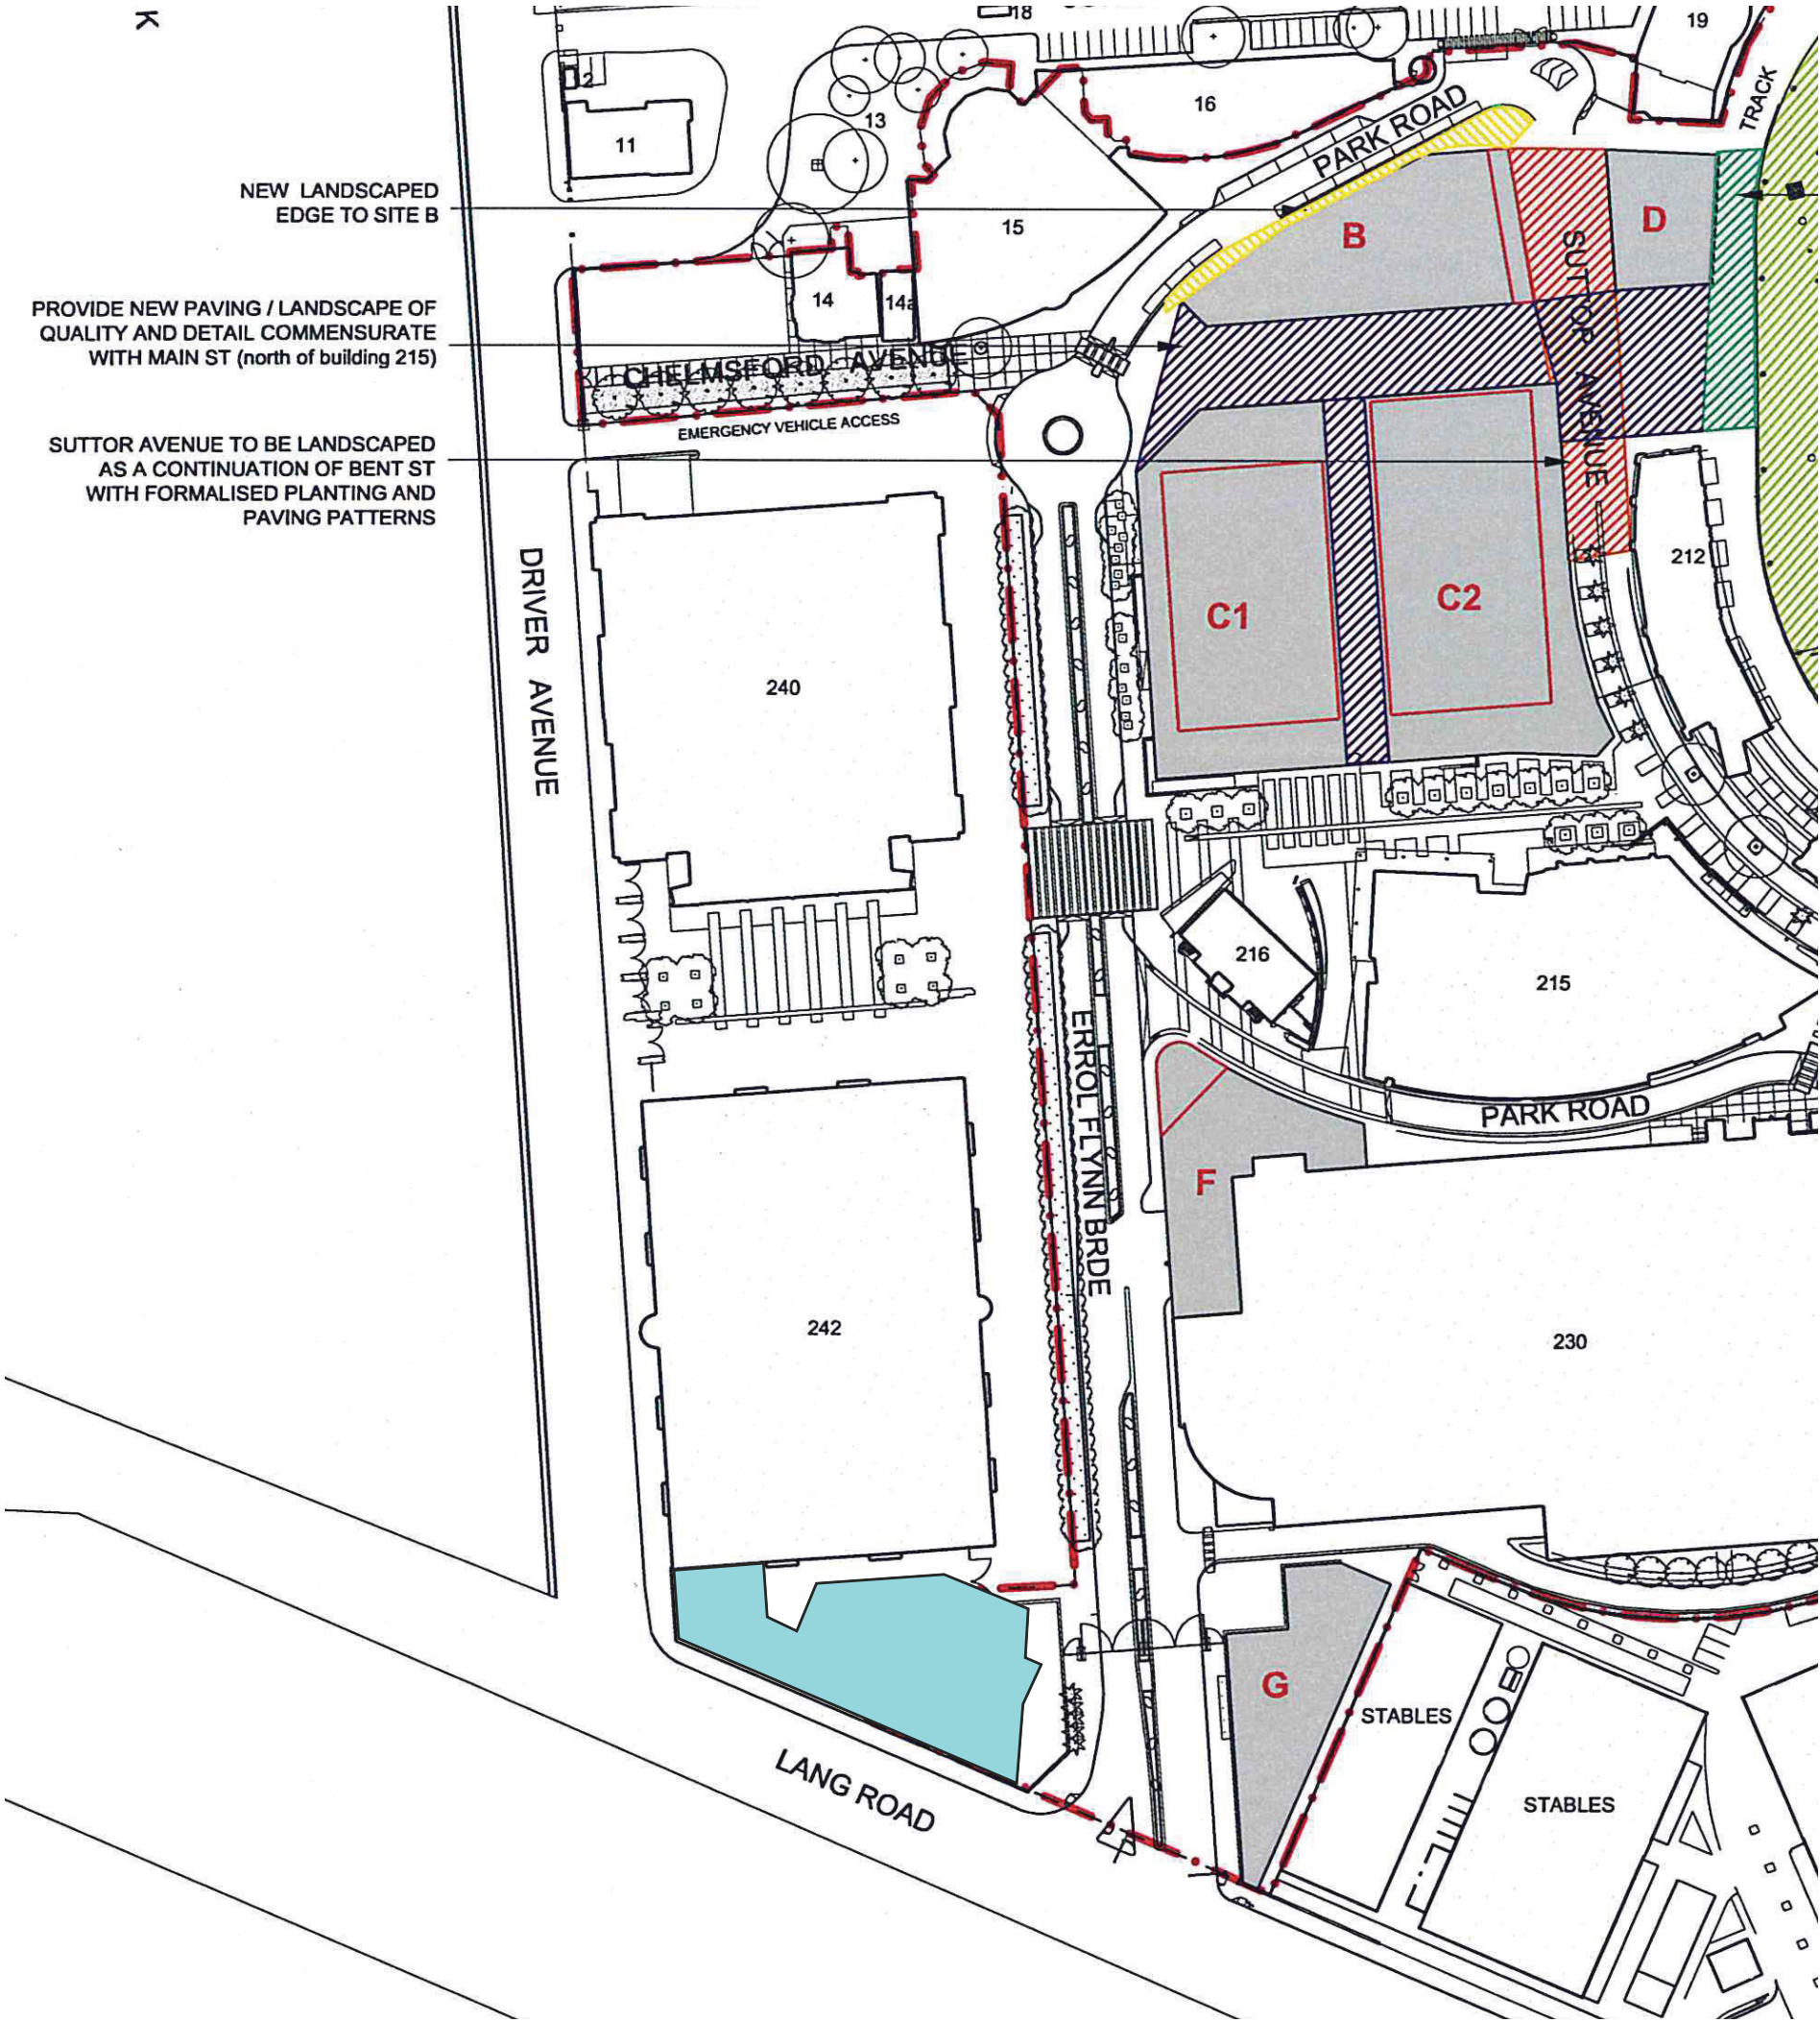 K
18
19
2
11
13
16
PARK ROAD
TRACK
NEW LANDSCAPED
EDGE TO SITE B
15
B
D
SUTTOR AVENUE
PROVIDE NEW PAVING / LANDSCAPE OF
QUALITY AND DETAIL COMMENSURATE
WITH MAIN ST (north of building 215)
14
14a
CHELMSFORD AVENUE
EMERGENCY VEHICLE ACCESS
SUTTOR AVENUE TO BE LANDSCAPED
AS A CONTINUATION OF BENT ST
WITH FORMALISED PLANTING AND
PAVING PATTERNS
DRIVER AVENUE
240
C1
C2
212
216
215
ERROL FLYNN BRDE
PARK ROAD
F
242
230
G
STABLES
STABLES
LANG ROAD